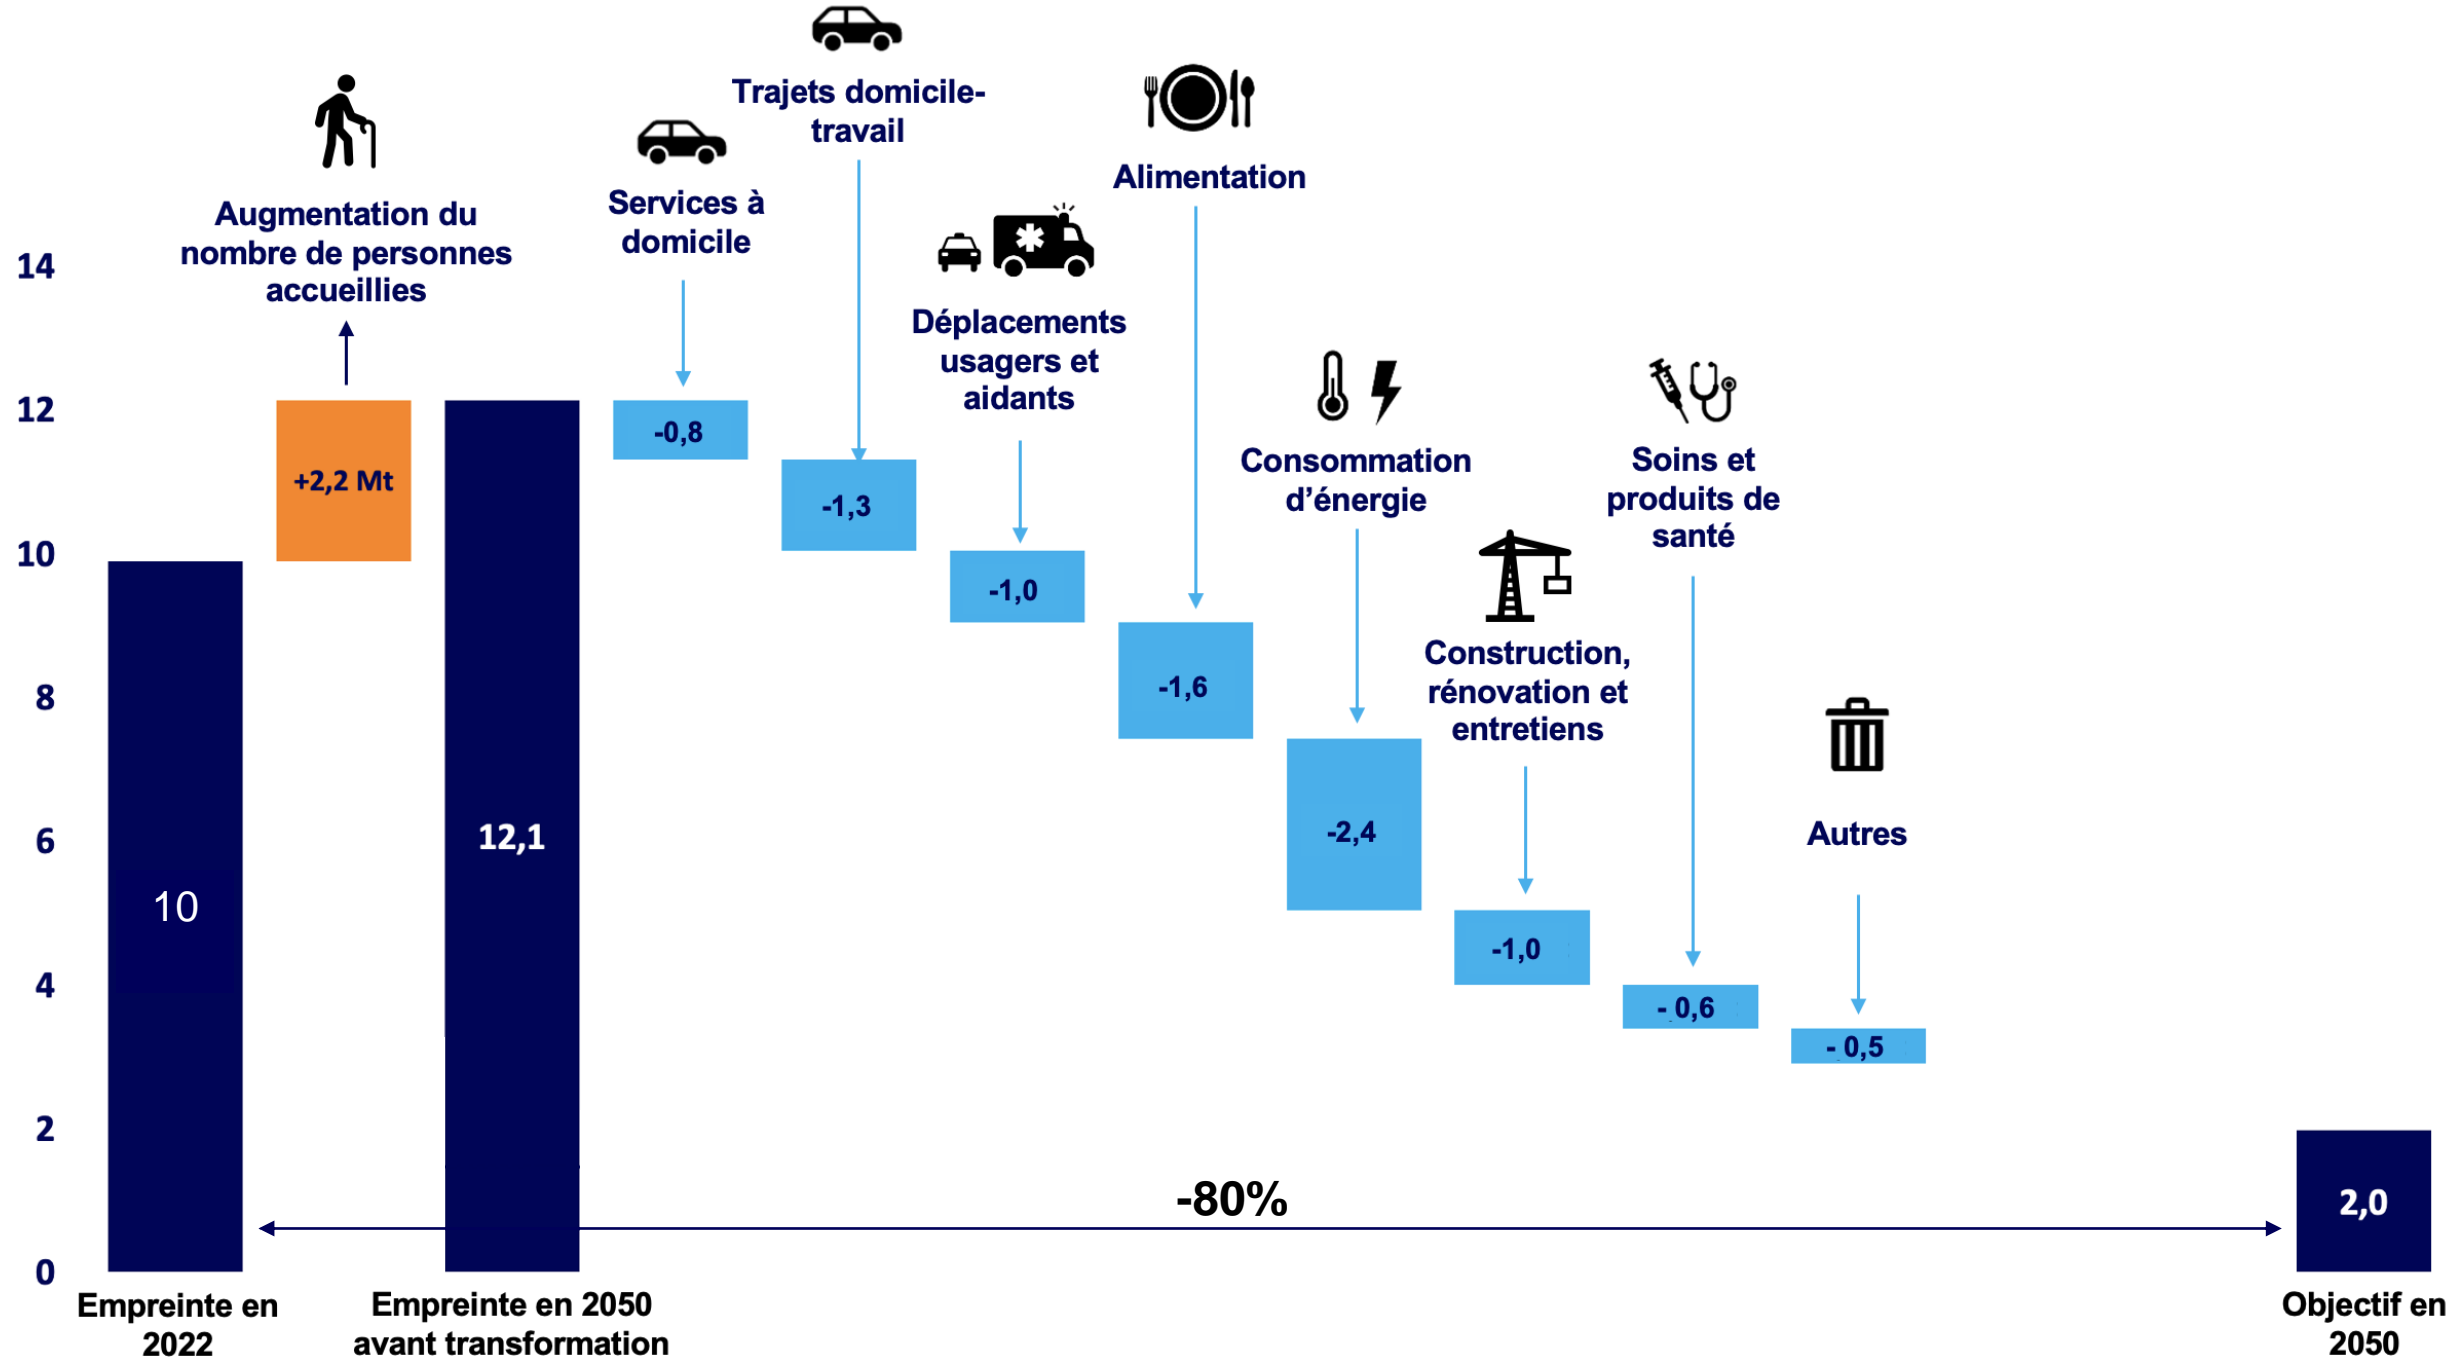 Trajets domicile-
travail
Alimentation
Services à
domicile
Augmentation du
nombre de personnes
accueillies
Déplacements
usagers et
aidants
Consommation
d’énergie
Soins et
produits de
santé
Construction,
rénovation et
entretiens
Autres
14
12
10
8
6
4
2
0
10
+2,2 Mt
12,1
-0,8
-1,3
-1,0
-1,6
-2,4
-1,0
- 0,6
- 0,5
-80%
2,0
Empreinte en
2022
Empreinte en 2050
avant transformation
Objectif en
2050